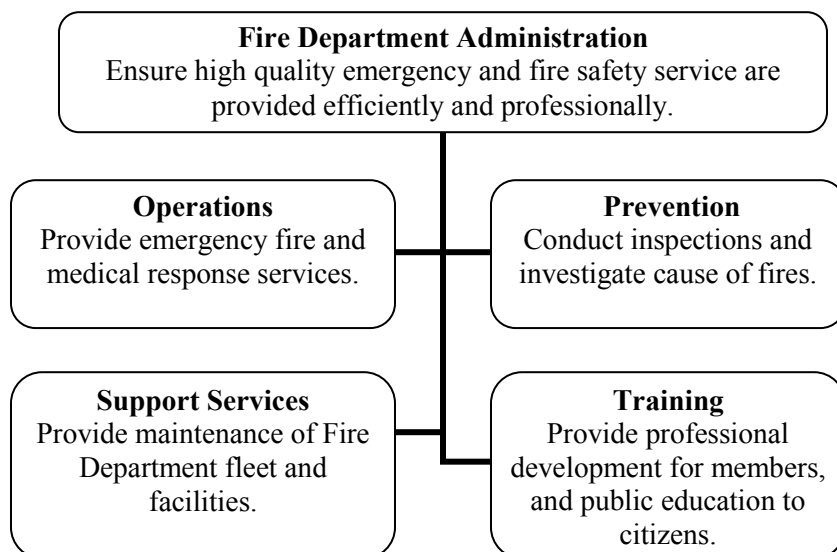 Fire Department Administration
Ensure high quality emergency and fire safety service are
provided efficiently and professionally.
Operations
Provide emergency fire and
medical response services.
Prevention
Conduct inspections and
investigate cause of fires.
Support Services
Provide maintenance of Fire
Department fleet and
facilities.
Training
Provide professional
development for members,
and public education to
citizens.